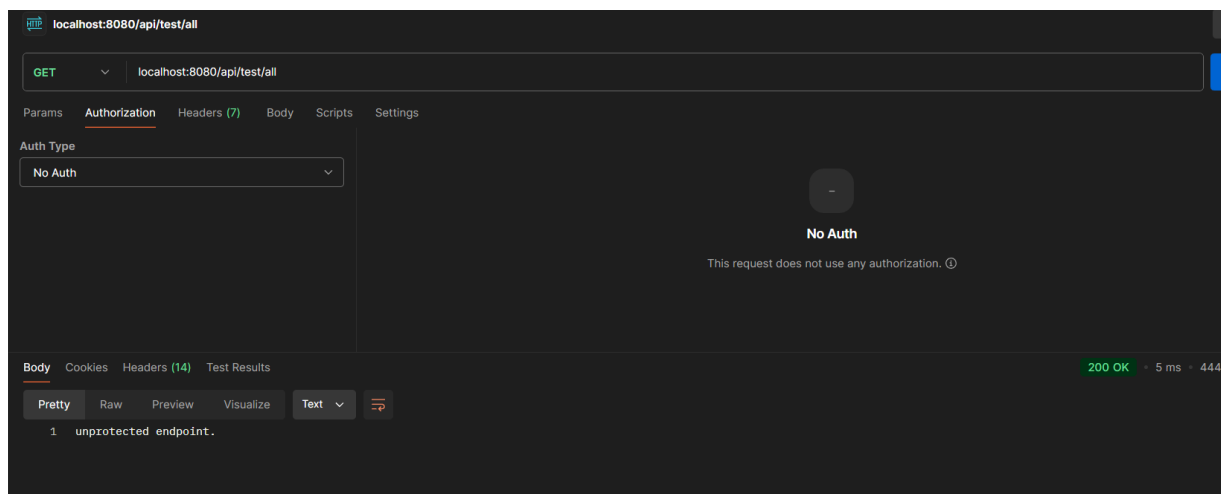 HTTP localhost:8080/api/test/all
GET localhost:8080/api/test/all
Params Authorization Headers (7) Body Scripts Settings
Auth Type
No Auth
No Auth
This request does not use any authorization.
Body Cookies Headers (14) Test Results 200 OK • 5 ms • 444
Pretty Raw Preview Visualize Text
1 unprotected endpoint.